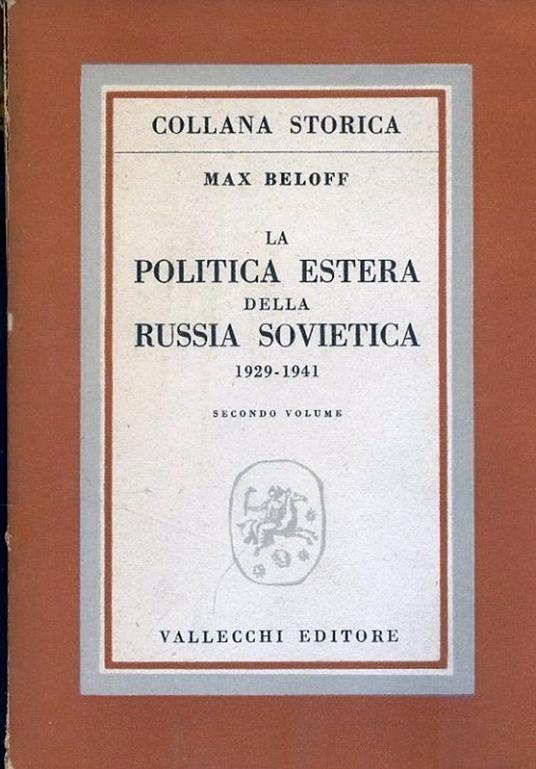 COLLANA STORICA
MAX BELOFF
LA
POLITICA ESTERA
DELLA
RUSSIA SOVIETICA
1929-1941
SECONDO VOLUME
VALLECCHI EDITORE